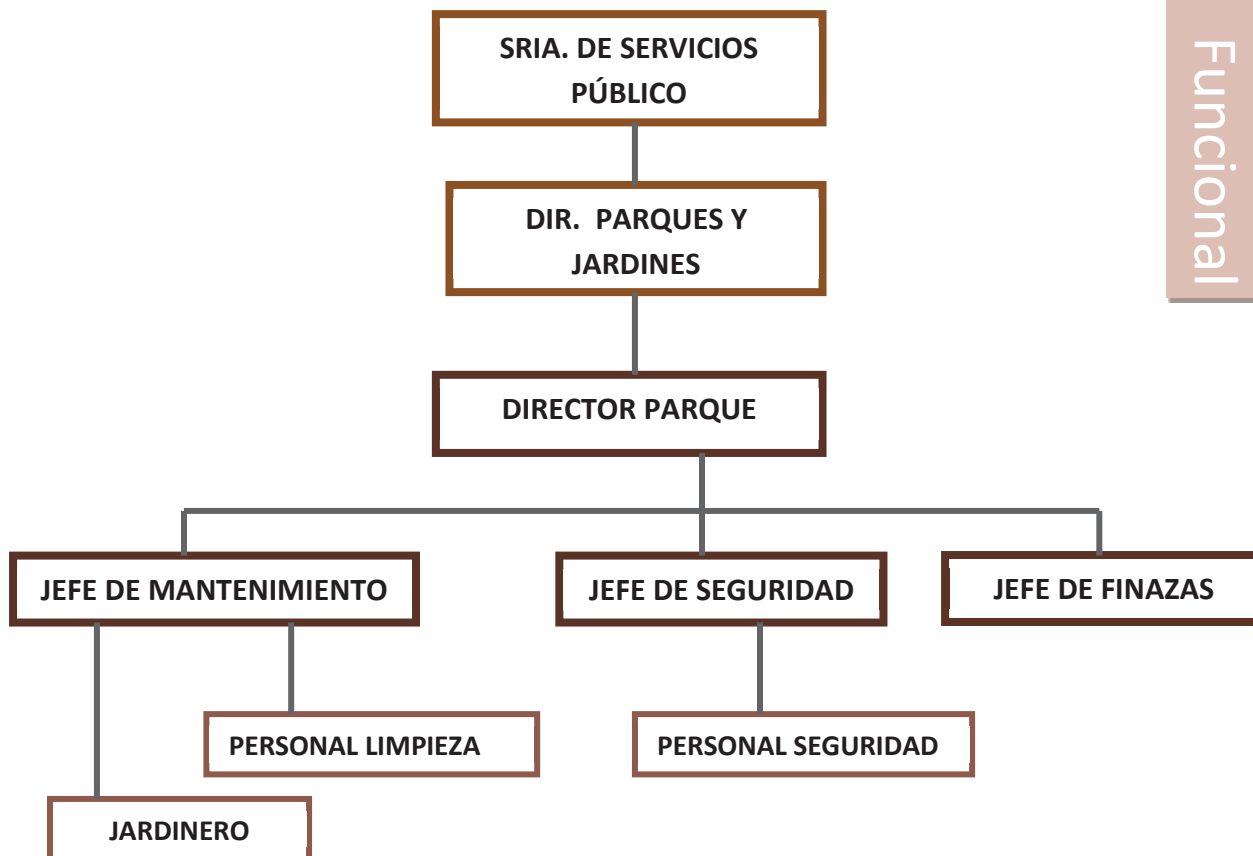 SRIA. DE SERVICIOS
PÚBLICO
Funcional
DIR. PARQUES Y
JARDINES
DIRECTOR PARQUE
JEFE DE MANTENIMIENTO
JEFE DE SEGURIDAD
JEFE DE FINAZAS
PERSONAL LIMPIEZA
PERSONAL SEGURIDAD
JARDINERO